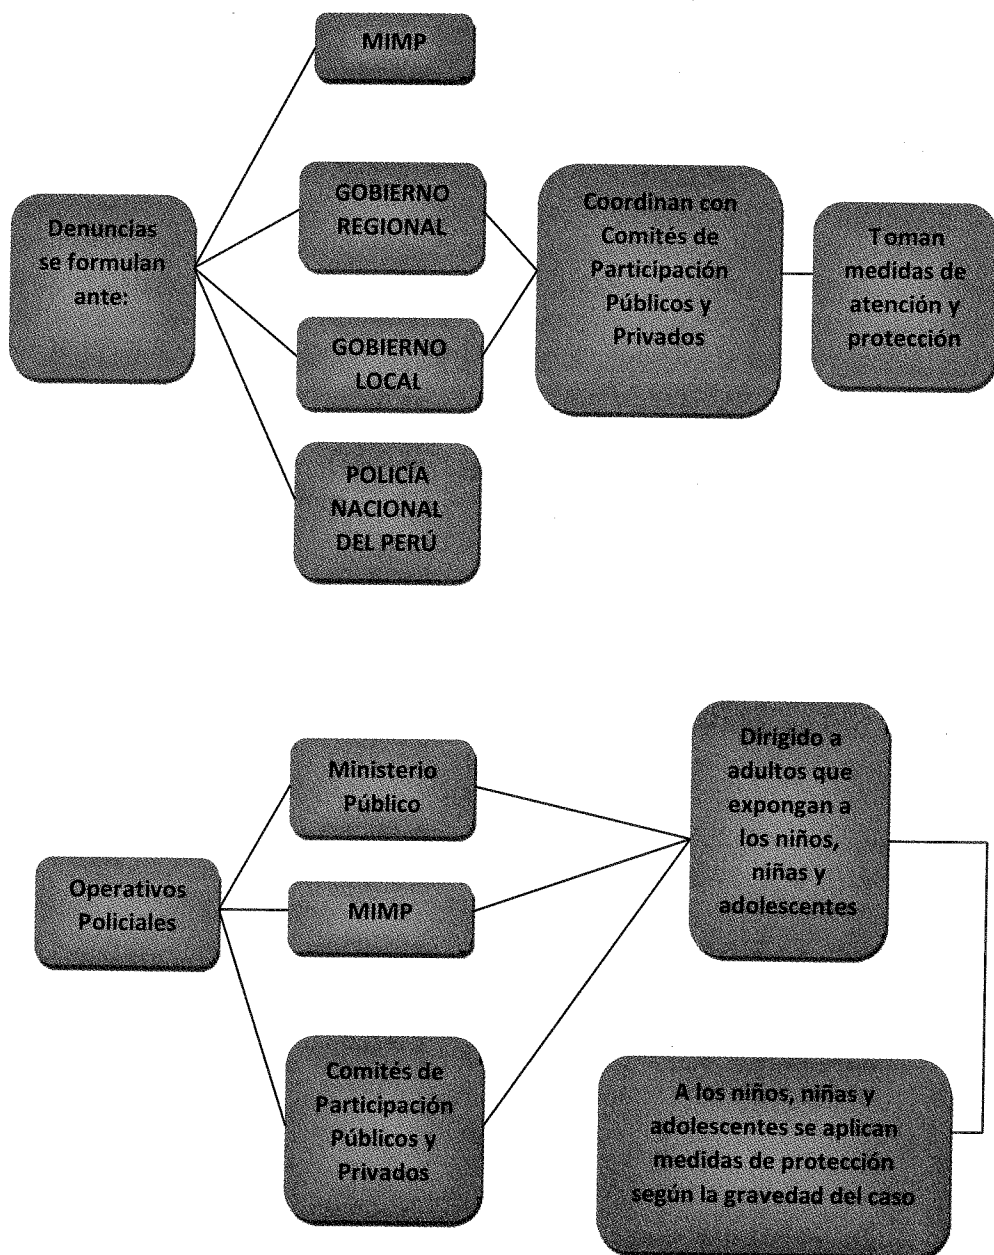 MIMP
Denuncias
se formulan
ante:
GOBIERNO
REGIONAL
GOBIERNO
LOCAL
POLICÍA
NACIONAL
DEL PERÚ
Coordinan con
Comités de
Participación
Públicos y
Privados
Toman
medidas de
atención y
protección
Operativos
Policiales
Ministerio
Público
MIMP
Comités de
Participación
Públicos y
Privados
Dirigido a
adultos que
expongan a
los niños,
niñas y
adolescentes
A los niños, niñas y
adolescentes se aplican
medidas de protección
según la gravedad del caso